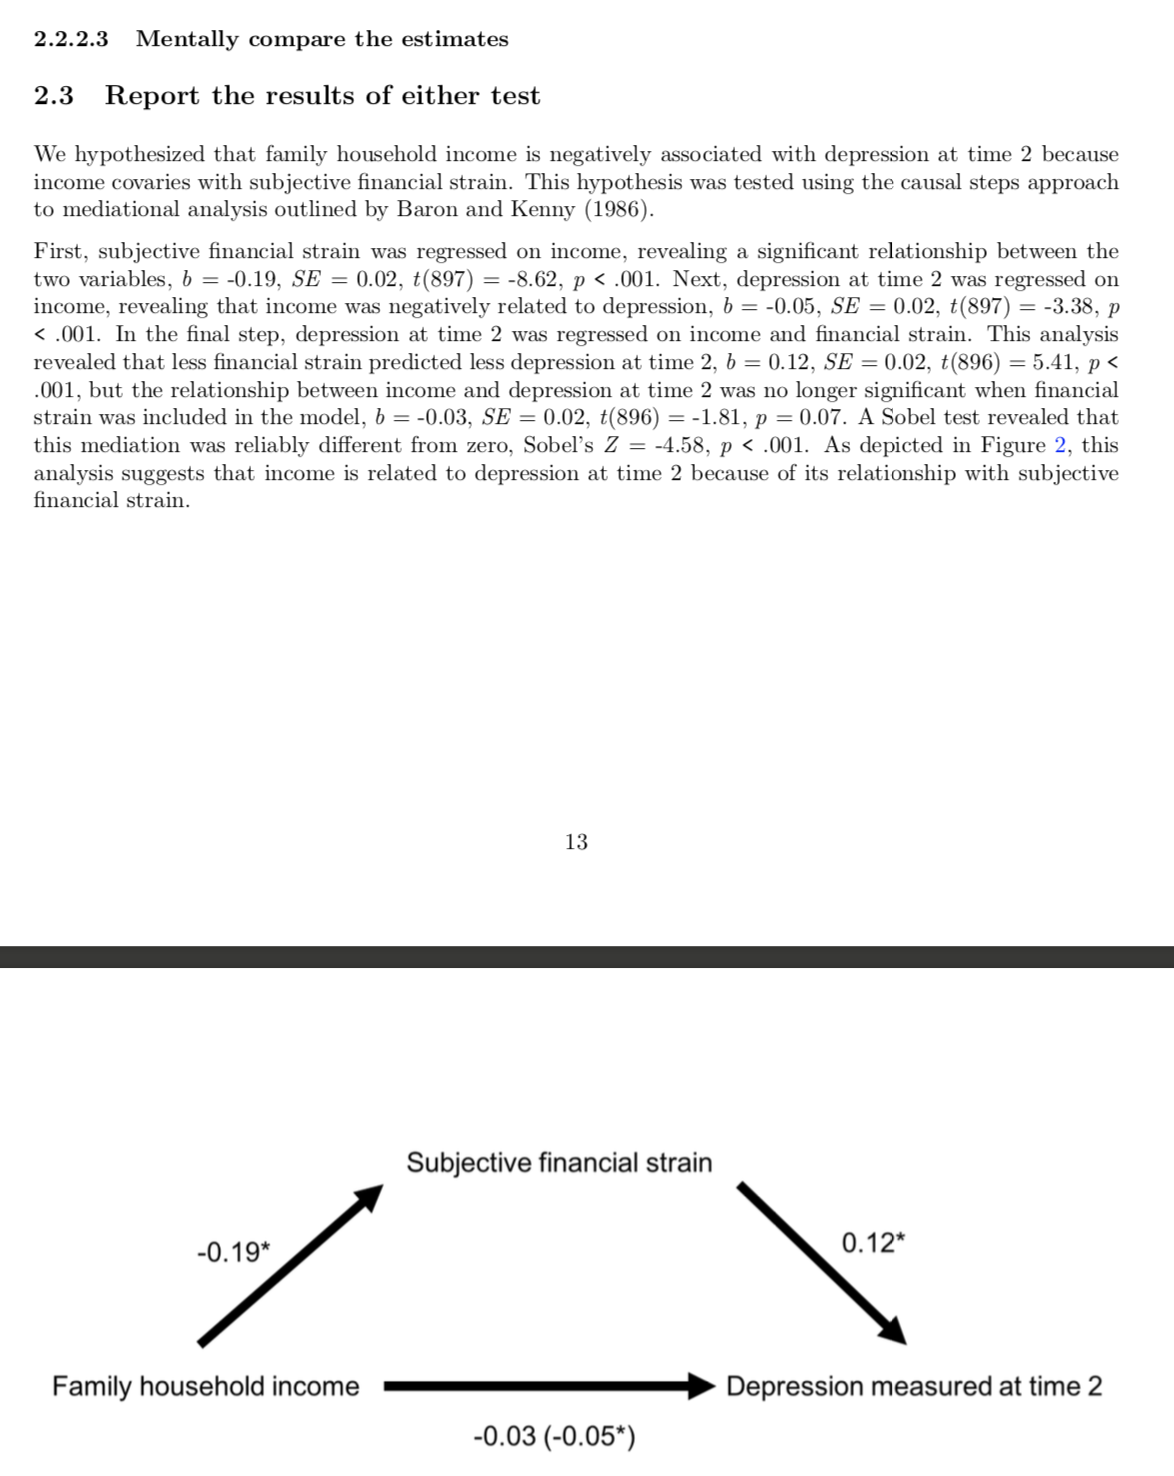 2.2.2.3 Mentally compare the estimates
2.3 Report the results of either test
We hypothesized that family household income is negatively associated with depression at time 2 because
income covaries with subjective financial strain. This hypothesis was tested using the causal steps approach
to mediational analysis outlined by Baron and Kenny (1986).
First, subjective financial strain was regressed on income, revealing a significant relationship between the
two variables, b = -0.19, SE = 0.02, t(897) = -8.62, p < .001. Next, depression at time 2 was regressed on
income, revealing that income was negatively related to depression, b = -0.05, SE = 0.02, t(897) = -3.38, p
< .001. In the final step, depression at time 2 was regressed on income and financial strain. This analysis
revealed that less financial strain predicted less depression at time 2, b = 0.12, SE = 0.02, t(896) = 5.41, p <
.001, but the relationship between income and depression at time 2 was no longer significant when financial
strain was included in the model, b = -0.03, SE = 0.02, t(896) = -1.81, p = 0.07. A Sobel test revealed that
this mediation was reliably different from zero, Sobel's Z = -4.58, p < .001. As depicted in Figure 2, this
analysis suggests that income is related to depression at time 2 because of its relationship with subjective
financial strain.
13
Subjective financial strain
-0.19*
0.12*
Family household income
Depression measured at time 2
-0.03 (-0.05*)